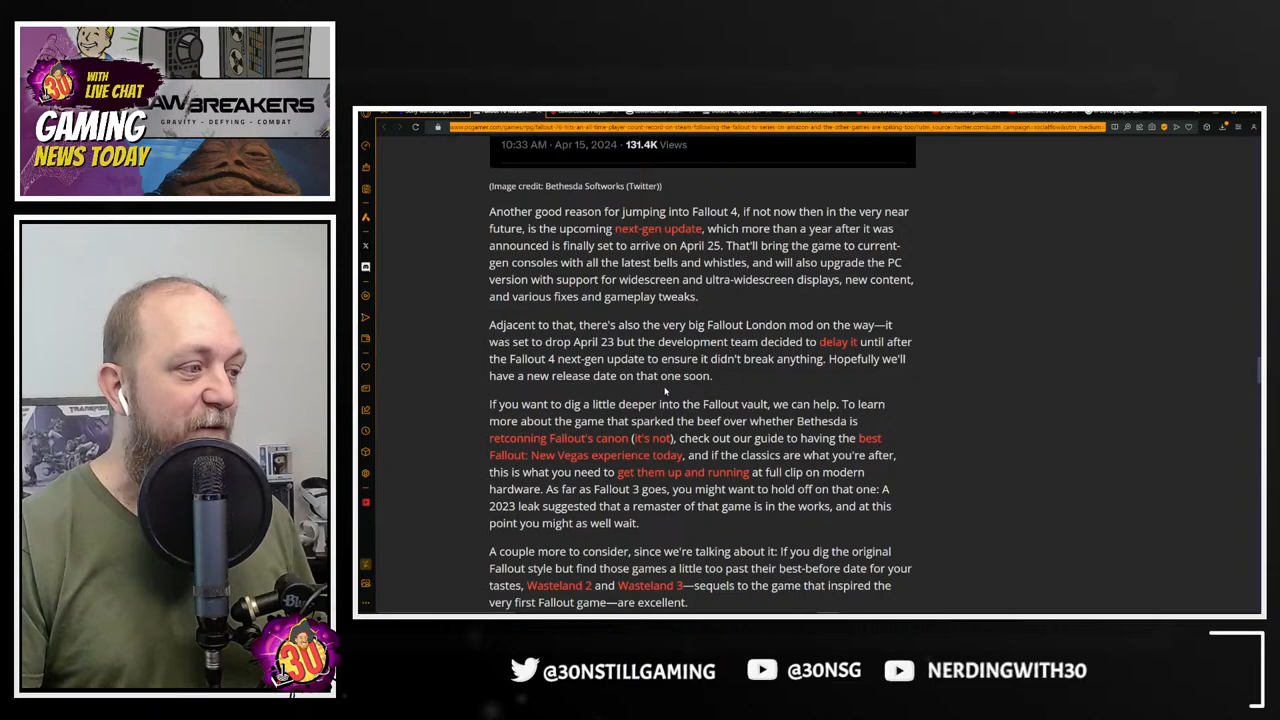 WITH
LIVE CHAT
30
LAWBREAKERS
GRAVITY - DEFYING - COMBAT
GAMING
NEWS TODAY
10:33 AM · Apr 15, 2024 · 131.4K Views
(Image credit: Bethesda Softworks (Twitter))
Another good reason for jumping into Fallout 4, if not now then in the very near
future, is the upcoming next-gen update, which more than a year after it was
announced is finally set to arrive on April 25. That'll bring the game to current-
gen consoles with all the latest bells and whistles, and will also upgrade the PC
version with support for widescreen and ultra-widescreen displays, new content,
and various fixes and gameplay tweaks.
Adjacent to that, there's also the very big Fallout London mod on the way—it
was set to drop April 23 but the development team decided to delay it until after
the Fallout 4 next-gen update to ensure it didn't break anything. Hopefully we'll
have a new release date on that one soon.
If you want to dig a little deeper into the Fallout vault, we can help. To learn
more about the game that sparked the beef over whether Bethesda is
retconning Fallout's canon (it's not), check out our guide to having the best
Fallout: New Vegas experience today, and if the classics are what you're after,
this is what you need to get them up and running at full clip on modern
hardware. As far as Fallout 3 goes, you might want to hold off on that one: A
2023 leak suggested that a remaster of that game is in the works, and at this
point you might as well wait.
A couple more to consider, since we're talking about it: If you dig the original
Fallout style but find those games a little too past their best-before date for your
tastes, Wasteland 2 and Wasteland 3—sequels to the game that inspired the
very first Fallout game—are excellent.
Blue
30
@30NSTILLGAMING
@30NSG
NERDINGWITH30